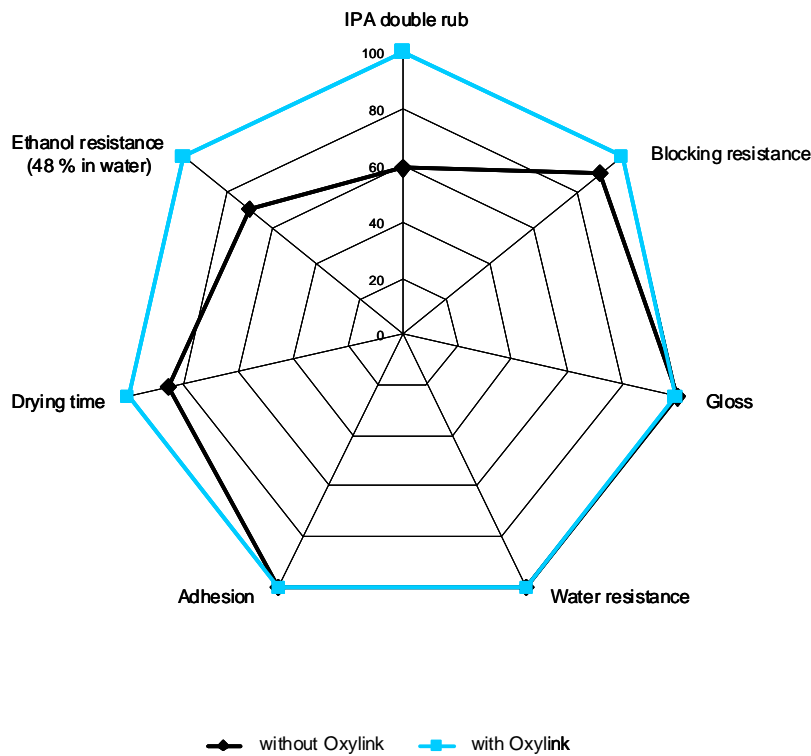 IPA double rub
100
Ethanol resistance
(48 % in water)
80
Blocking resistance
60
40
20
0
Drying time
Gloss
Adhesion
Water resistance
without Oxylink
with Oxylink